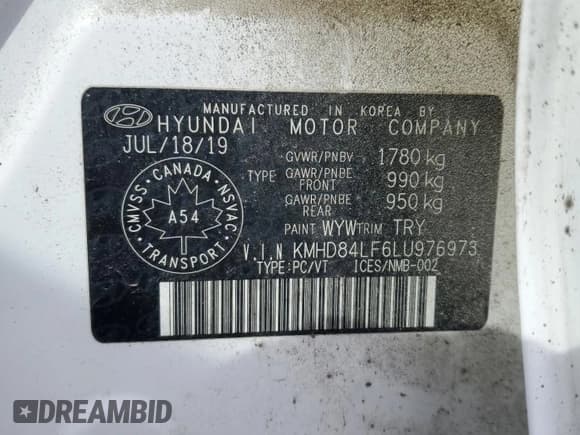 MANUFACTURED IN KOREA BY
HYUNDAI MOTOR COMPANY
JUL/18/19
GVWR/PNBV 1780 kg
TYPE GAWR/PNBE FRONT 990 kg
GAWR/PNBE REAR 950 kg
PAINT WYW TRIM TRY
V.I.N KMHD84LF6LU976973
TYPE:PC/VT ICES/NMB-002
CMVSS · CANADA · NSVAC
A54
TRANSPORT
DREAMBID